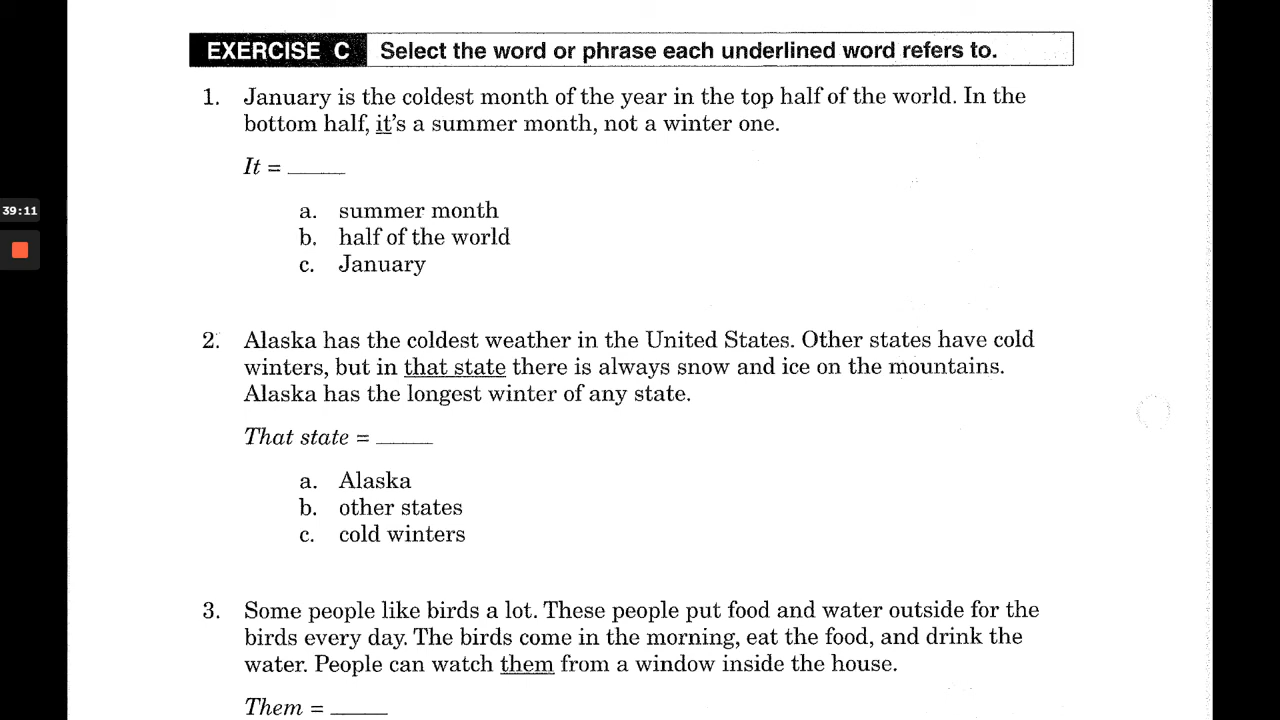 EXERCISE C Select the word or phrase each underlined word refers to.
1. January is the coldest month of the year in the top half of the world. In the
bottom half, it's a summer month, not a winter one.
It = _____
a. summer month
b. half of the world
c. January
39:11
2. Alaska has the coldest weather in the United States. Other states have cold
winters, but in that state there is always snow and ice on the mountains.
Alaska has the longest winter of any state.
That state = _____
a. Alaska
b. other states
c. cold winters
3. Some people like birds a lot. These people put food and water outside for the
birds every day. The birds come in the morning, eat the food, and drink the
water. People can watch them from a window inside the house.
Them = _____